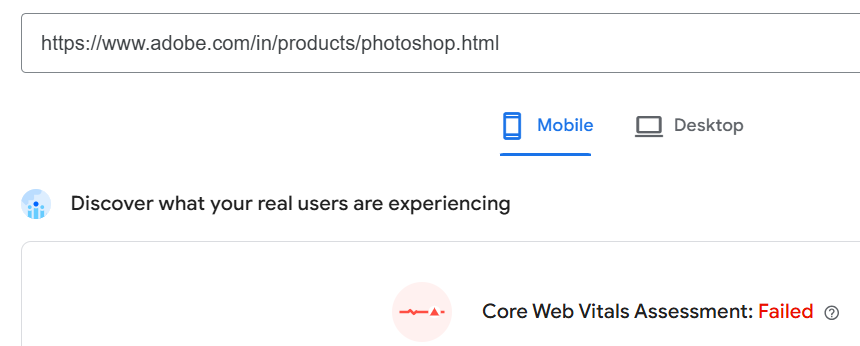 https://www.adobe.com/in/products/photoshop.html
Mobile Desktop
Discover what your real users are experiencing
Core Web Vitals Assessment: Failed